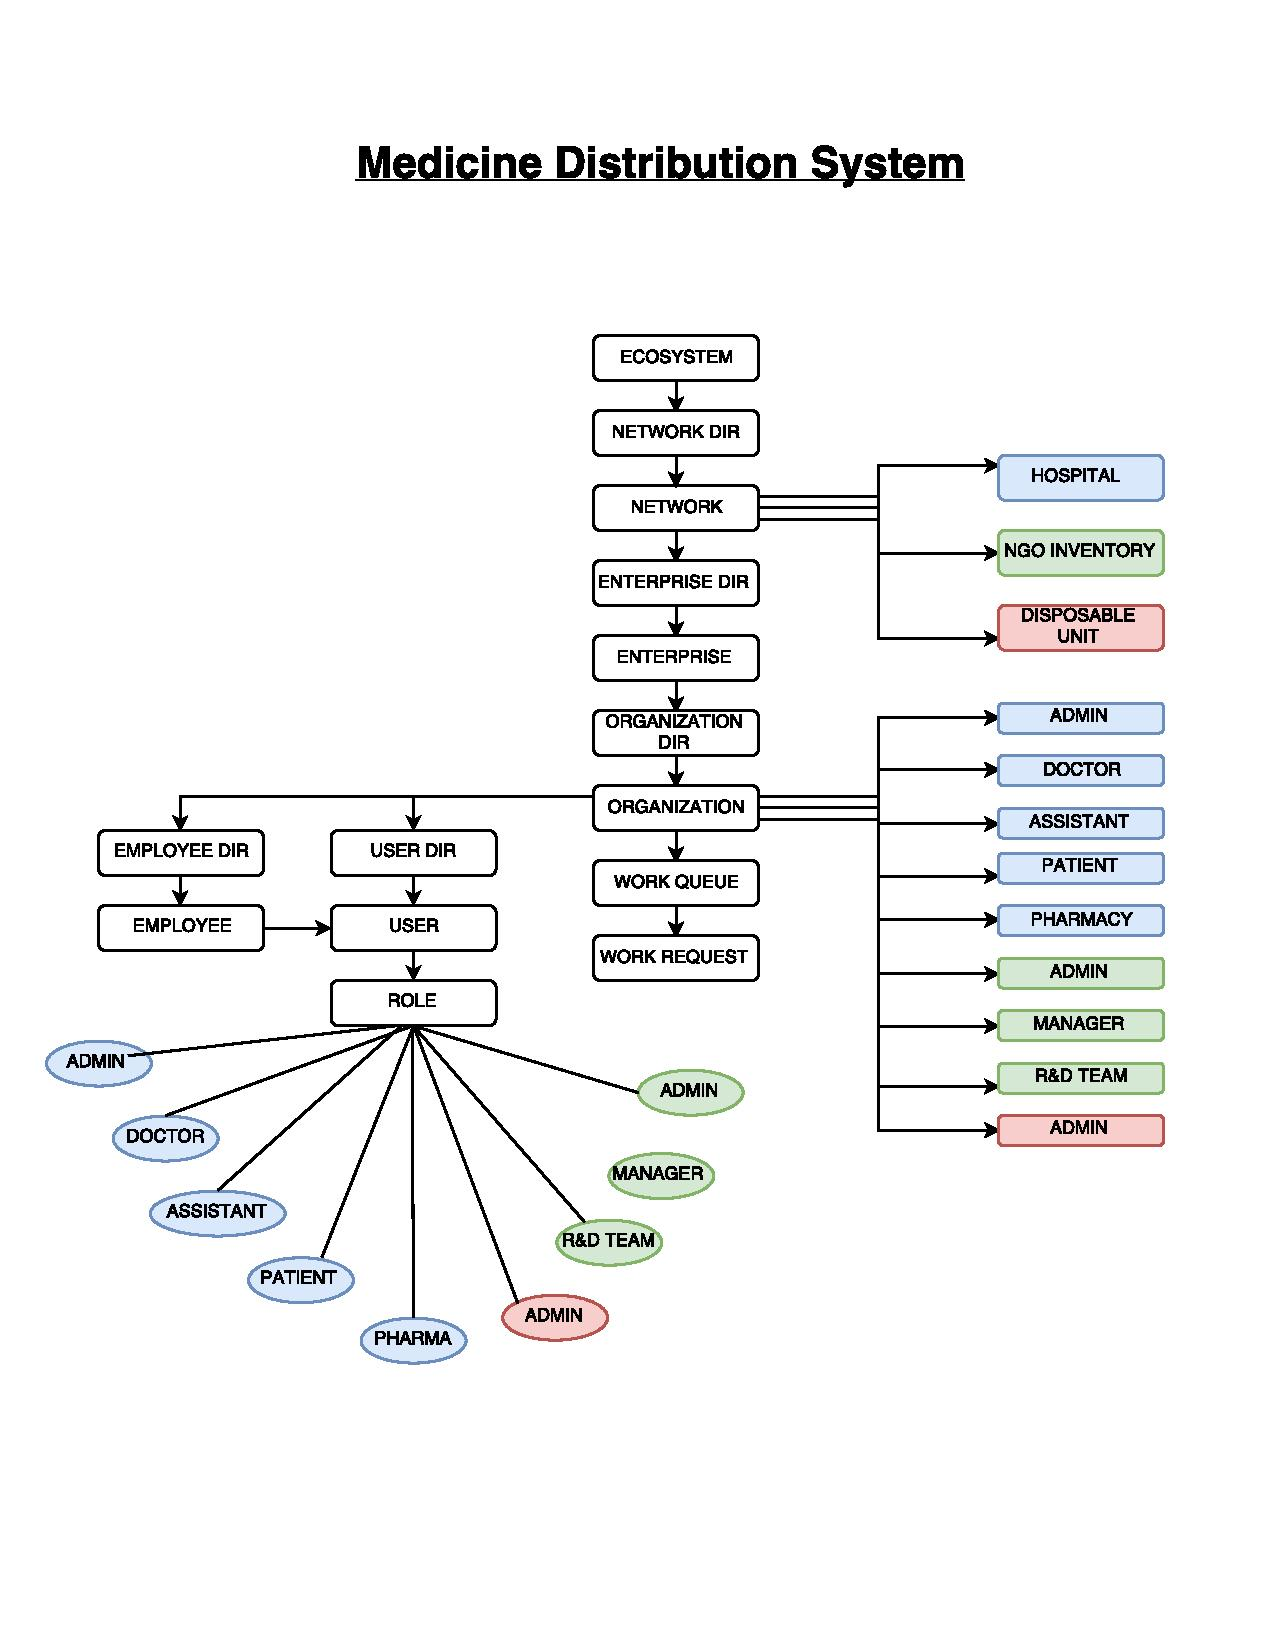 Medicine Distribution System
ECOSYSTEM
NETWORK DIR
NETWORK
ENTERPRISE DIR
ENTERPRISE
ORGANIZATION
DIR
ORGANIZATION
WORK QUEUE
WORK REQUEST
HOSPITAL
NGO INVENTORY
DISPOSABLE
UNIT
ADMIN
DOCTOR
ASSISTANT
PATIENT
PHARMACY
ADMIN
MANAGER
R&D TEAM
ADMIN
EMPLOYEE DIR
USER DIR
EMPLOYEE
USER
ROLE
ADMIN
DOCTOR
ASSISTANT
PATIENT
PHARMA
ADMIN
R&D TEAM
MANAGER
ADMIN